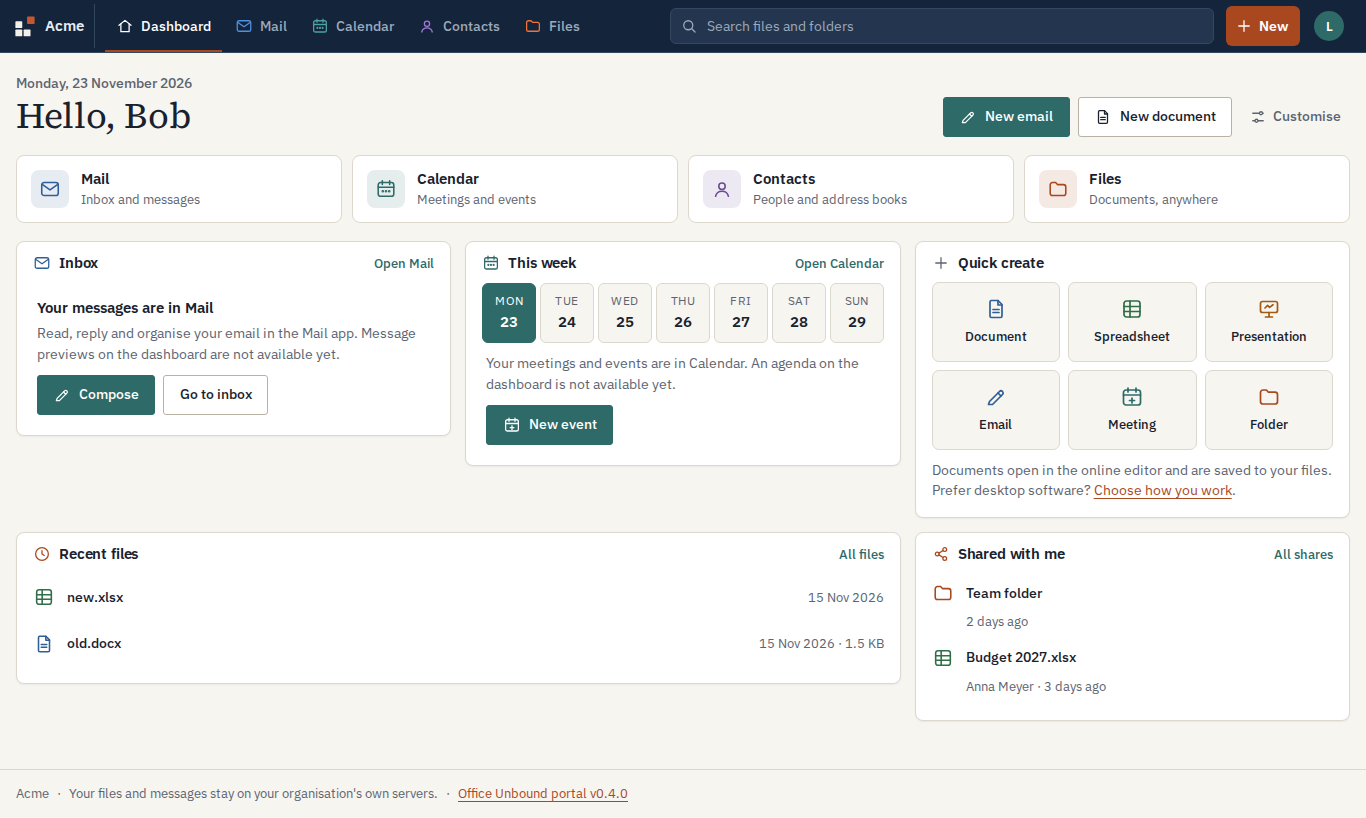 Acme
Dashboard
Mail
Calendar
Contacts
Files
Search files and folders
New
L
Monday, 23 November 2026
Hello, Bob
New email
New document
Customise
Mail
Inbox and messages
Calendar
Meetings and events
Contacts
People and address books
Files
Documents, anywhere
Inbox
Open Mail
Your messages are in Mail
Read, reply and organise your email in the Mail app. Message
previews on the dashboard are not available yet.
Compose
Go to inbox
This week
Open Calendar
MON TUE WED THU FRI SAT SUN
23 24 25 26 27 28 29
Your meetings and events are in Calendar. An agenda on the
dashboard is not available yet.
New event
Quick create
Document
Spreadsheet
Presentation
Email
Meeting
Folder
Documents open in the online editor and are saved to your files.
Prefer desktop software? Choose how you work.
Recent files
All files
new.xlsx
15 Nov 2026
old.docx
15 Nov 2026 · 1.5 KB
Shared with me
All shares
Team folder
2 days ago
Budget 2027.xlsx
Anna Meyer · 3 days ago
Acme · Your files and messages stay on your organisation's own servers. · Office Unbound portal v0.4.0